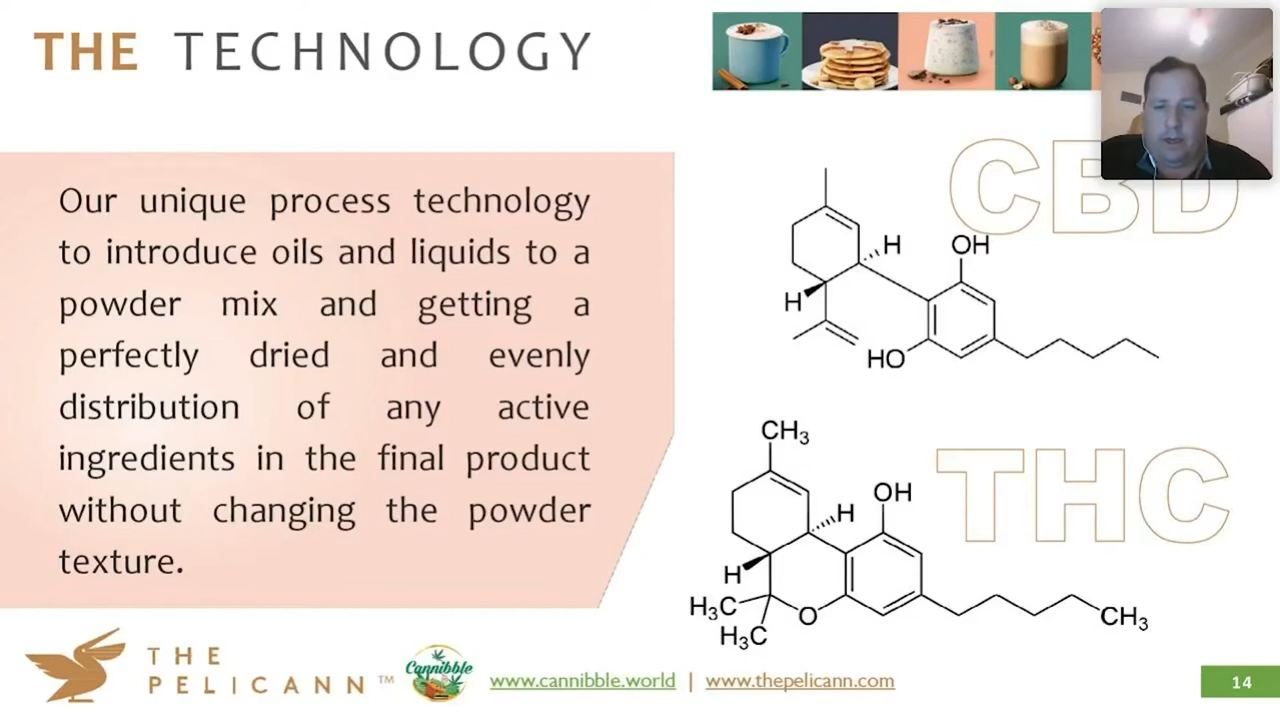 THE TECHNOLOGY
Our unique process technology
to introduce oils and liquids to a
powder mix and getting a
perfectly dried and evenly
distribution of any active
ingredients in the final product
without changing the powder
texture.
CBD
H
OH
H
HO
THC
CH₃
OH
H
H
H₃C
O
H₃C
CH₃
THE
PELICANN™
Cannibble
www.cannibble.world | www.thepelicann.com
14